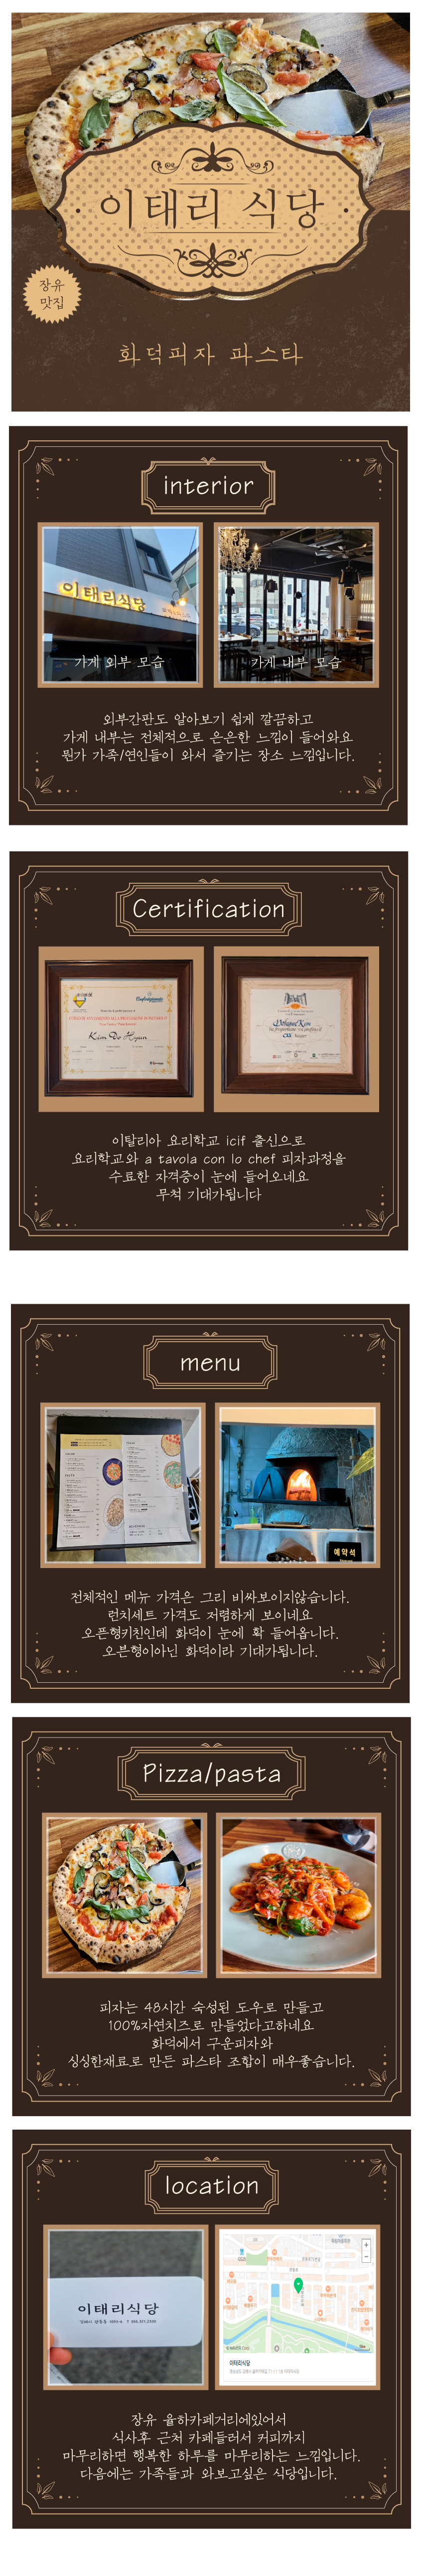 이태리 식당
장유
맛집
화덕피자 파스타
interior
이태리식당
가게 외부 모습
가게 내부 모습
외부간판도 알아보기 쉽게 깔끔하고
가게 내부는 전체적으로 은은한 느낌이 들어와요
뭔가 가족/연인들이 와서 즐기는 장소 느낌입니다.
Certification
Kim Do Hyun
이탈리아 요리학교 icif 출신으로
요리학교와 a tavola con lo chef 피자과정을
수료한 자격증이 눈에 들어오네요
무척 기대가됩니다
menu
예약석
전체적인 메뉴 가격은 그리 비싸보이지않습니다.
런치세트 가격도 저렴하게 보이네요
오픈형키친인데 화덕이 눈에 확 들어옵니다.
오븐형이아닌 화덕이라 기대가됩니다.
Pizza/pasta
피자는 48시간 숙성된 도우로 만들고
100%자연치즈로 만들었다고하네요
화덕에서 구운피자와
싱싱한재료로 만든 파스타 조합이 매우좋습니다.
location
이태리식당
이태리식당
장유 율하카페거리에있어서
식사후 근처 카페들러서 커피까지
마무리하면 행복한 하루를 마무리하는 느낌입니다.
다음에는 가족들과 와보고싶은 식당입니다.